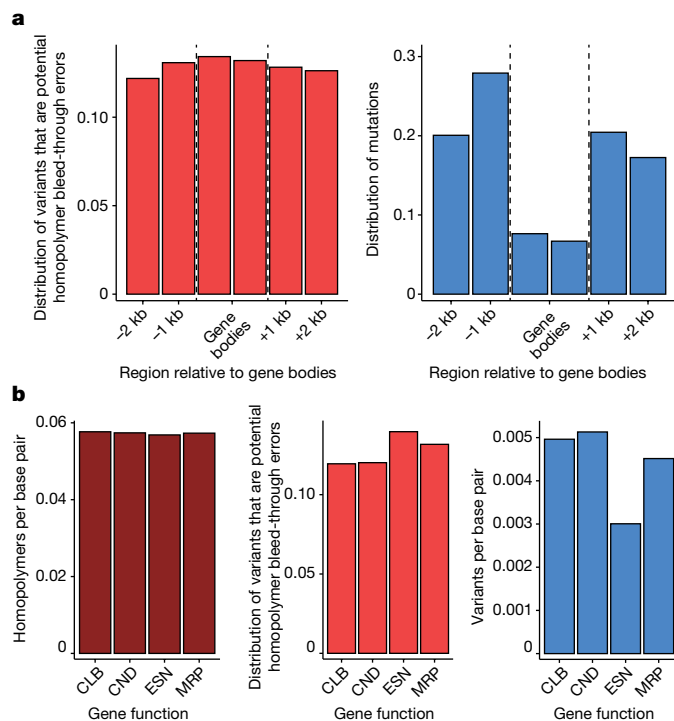 a
Distribution of variants that are potential
homopolymer bleed-through errors
0.10
0.05
0
–2 kb
–1 kb
Gene
bodies
+1 kb
+2 kb
Region relative to gene bodies
Distribution of mutations
0.3
0.2
0.1
0
–2 kb
–1 kb
Gene
bodies
+1 kb
+2 kb
Region relative to gene bodies
b
Homopolymers per base pair
0.06
0.04
0.02
0
CLB
CND
ESN
MRP
Gene function
Distribution of variants that are potential
homopolymer bleed-through errors
0.10
0.05
0
CLB
CND
ESN
MRP
Gene function
Variants per base pair
0.005
0.004
0.003
0.002
0.001
0
CLB
CND
ESN
MRP
Gene function